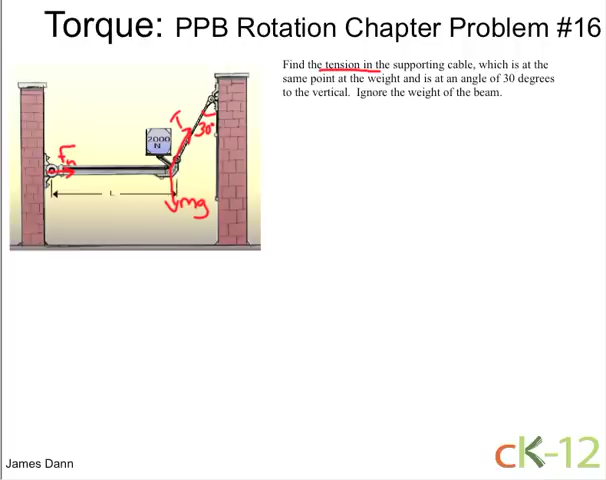 Torque: PPB Rotation Chapter Problem #16
Find the tension in the supporting cable, which is at the
same point at the weight and is at an angle of 30 degrees
to the vertical. Ignore the weight of the beam.
T
30°
2000
N
Fn
L
mg
James Dann
cK-12